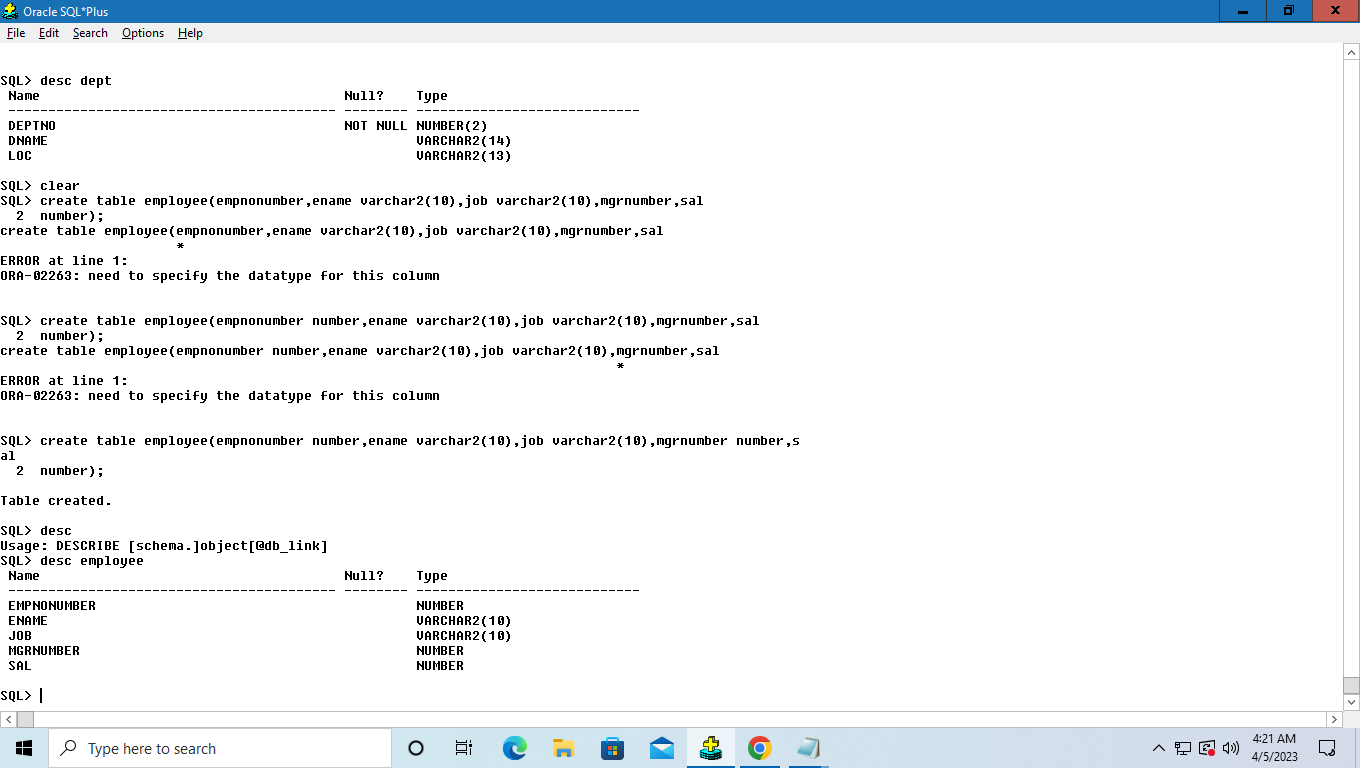 Oracle SQL*Plus
File Edit Search Options Help
SQL> desc dept
 Name                                      Null?    Type
 ----------------------------------------- -------- ----------------------------
 DEPTNO                                    NOT NULL NUMBER(2)
 DNAME                                              VARCHAR2(14)
 LOC                                                VARCHAR2(13)
SQL> clear
SQL> create table employee(empnonumber,ename varchar2(10),job varchar2(10),mgrnumber,sal
  2  number);
create table employee(empnonumber,ename varchar2(10),job varchar2(10),mgrnumber,sal
                      *
ERROR at line 1:
ORA-02263: need to specify the datatype for this column
SQL> create table employee(empnonumber number,ename varchar2(10),job varchar2(10),mgrnumber,sal
  2  number);
create table employee(empnonumber number,ename varchar2(10),job varchar2(10),mgrnumber,sal
                                                                             *
ERROR at line 1:
ORA-02263: need to specify the datatype for this column
SQL> create table employee(empnonumber number,ename varchar2(10),job varchar2(10),mgrnumber number,s
al
  2  number);
Table created.
SQL> desc
Usage: DESCRIBE [schema.]object[@db_link]
SQL> desc employee
 Name                                      Null?    Type
 ----------------------------------------- -------- ----------------------------
 EMPNONUMBER                                        NUMBER
 ENAME                                              VARCHAR2(10)
 JOB                                                VARCHAR2(10)
 MGRNUMBER                                          NUMBER
 SAL                                                NUMBER
SQL>
Type here to search
4:21 AM
4/5/2023